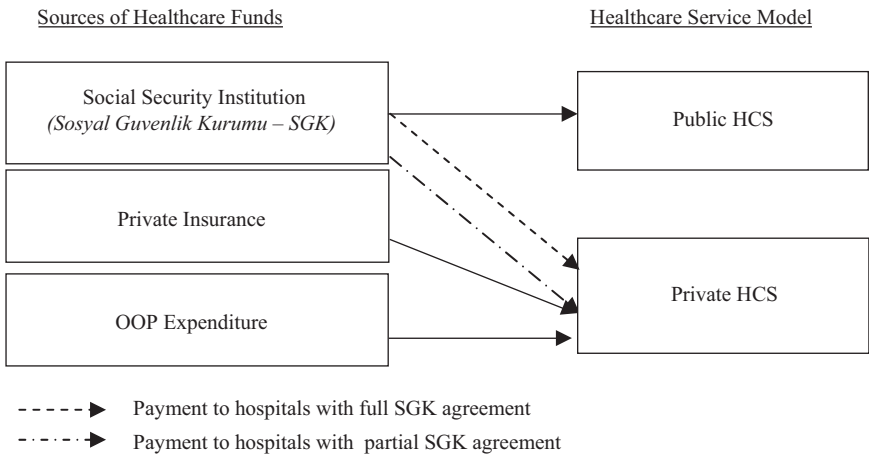 Sources of Healthcare Funds
Healthcare Service Model
Social Security Institution
(Sosyal Guvenlik Kurumu – SGK)
Public HCS
Private Insurance
Private HCS
OOP Expenditure
Payment to hospitals with full SGK agreement
Payment to hospitals with partial SGK agreement